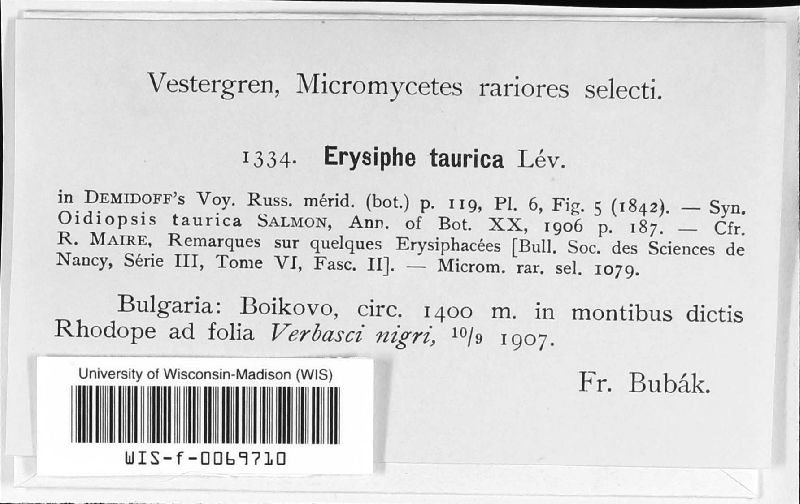 Vestergren, Micromycetes rariores selecti.
1334. Erysiphe taurica Lév.
in DEMIDOFF's Voy. Russ. mérid. (bot.) p. 119, Pl. 6, Fig. 5 (1842). — Syn.
Oidiopsis taurica SALMON, Ann. of Bot. XX, 1906 p. 187. — Cfr.
R. MAIRE, Remarques sur quelques Erysiphacées [Bull. Soc. des Sciences de
Nancy, Série III, Tome VI, Fasc. II]. — Microm. rar. sel. 1079.
Bulgaria: Boikovo, circ. 1400 m. in montibus dictis
Rhodope ad folia Verbasci nigri, 10/9 1907.
Fr. Bubák.
University of Wisconsin-Madison (WIS)
WIS-f-0069710